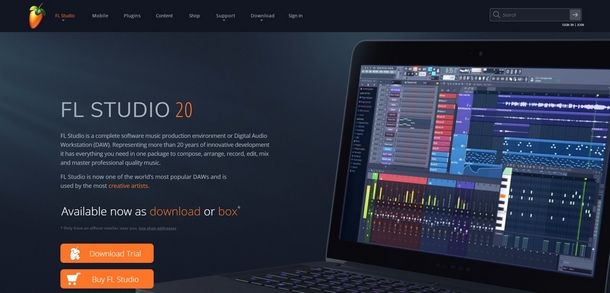 FL Studio Mobile Plugins Content Shop Support Download Sign In
Search
SIGN IN | JOIN
FL STUDIO 20
FL Studio is a complete software music production environment or Digital Audio
Workstation (DAW). Representing more than 20 years of innovative development
it has everything you need in one package to compose, arrange, record, edit, mix
and master professional quality music.
FL Studio is now one of the world's most popular DAWs and is
used by the most creative artists.
Available now as download or box*
Download Trial
Buy FL Studio